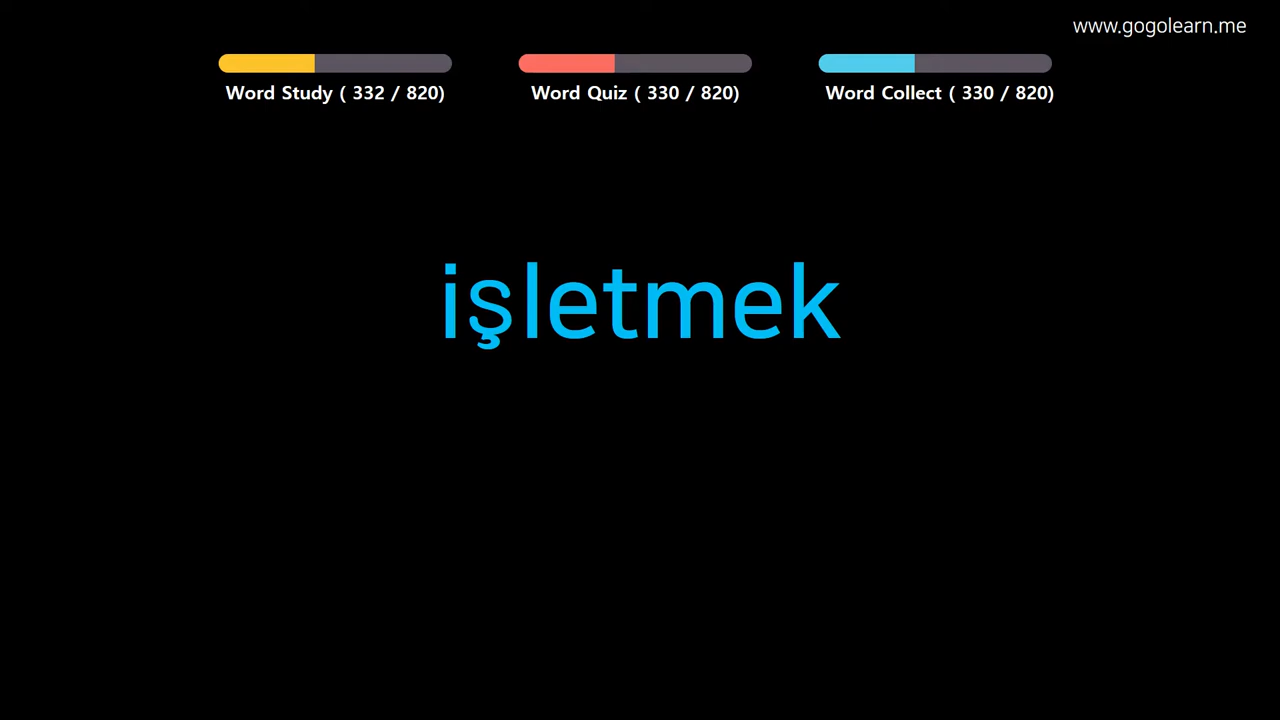 www.gogolearn.me
Word Study ( 332 / 820)
Word Quiz ( 330 / 820)
Word Collect ( 330 / 820)
işletmek